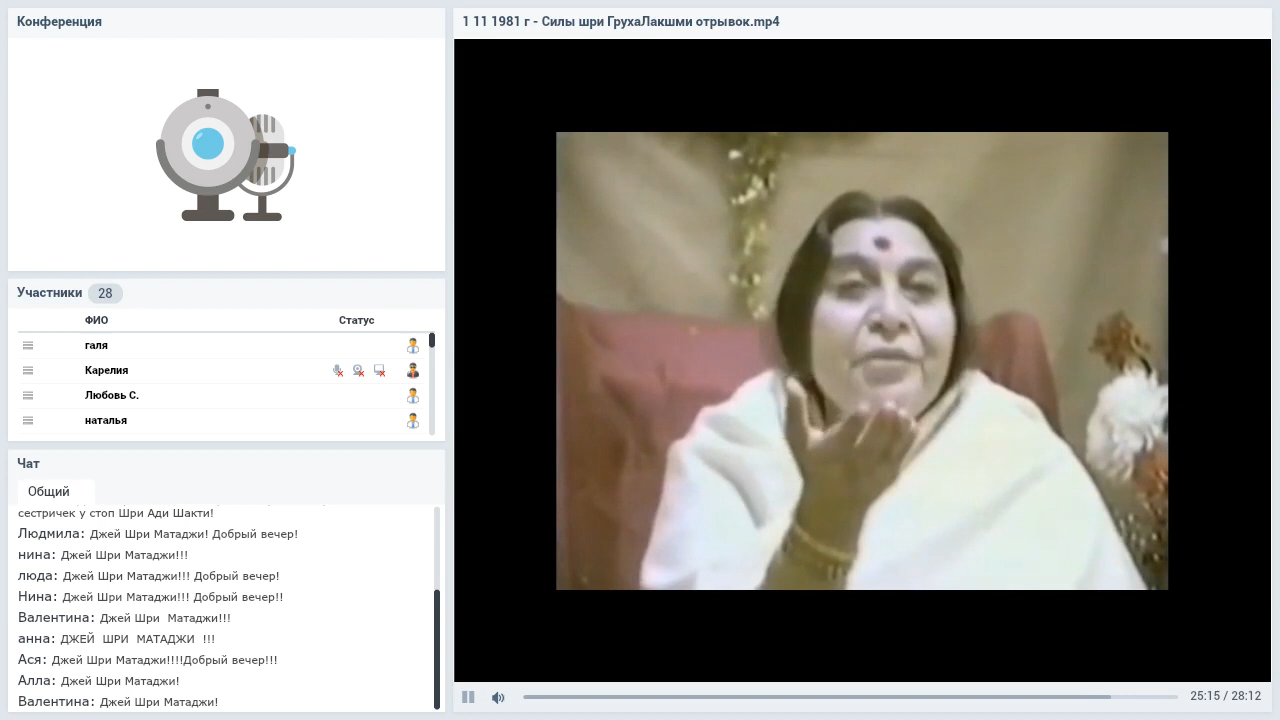 Конференция
1 11 1981 г - Силы шри ГрухаЛакшми отрывок.mp4
Участники 28
ФИО Статус
галя
Карелия
Любовь С.
наталья
Чат
Общий
сестричек у стоп Шри Ади Шакти!
Людмила: Джей Шри Матаджи! Добрый вечер!
нина: Джей Шри Матаджи!!!
люда: Джей Шри Матаджи!!! Добрый вечер!
Нина: Джей Шри Матаджи!!! Добрый вечер!!
Валентина: Джей Шри  Матаджи!!!
анна: ДЖЕЙ  ШРИ  МАТАДЖИ  !!!
Ася: Джей Шри Матаджи!!!!Добрый вечер!!!
Алла: Джей Шри Матаджи!
Валентина: Джей Шри Матаджи!
25:15 / 28:12